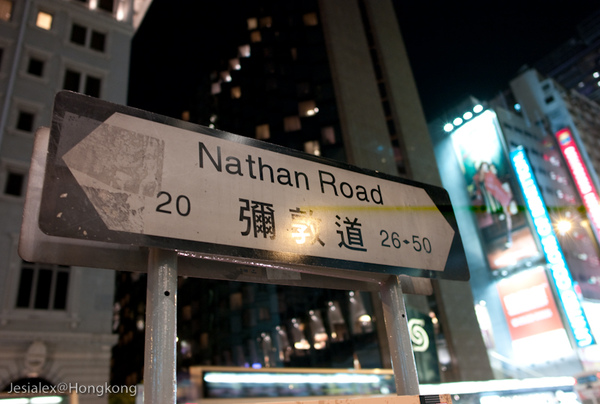 Nathan Road
20 彌敦道 26-50
Jesialex@Hongkong